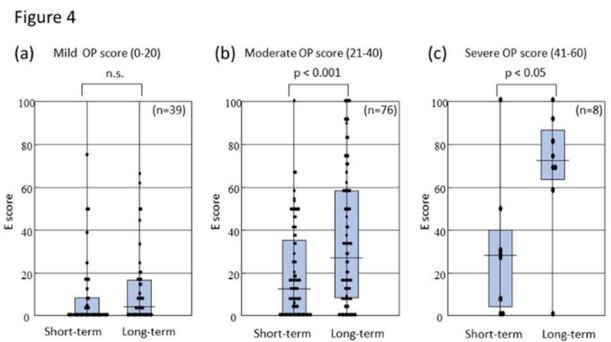 Figure 4
(a) Mild OP score (0-20)
n.s.
(n=39)
100
80
60
40
20
0
E score
Short-term Long-term
(b) Moderate OP score (21-40)
p < 0.001
(n=76)
100
80
60
40
20
0
E score
Short-term Long-term
(c) Severe OP score (41-60)
p < 0.05
(n=8)
100
80
60
40
20
0
E score
Short-term Long-term